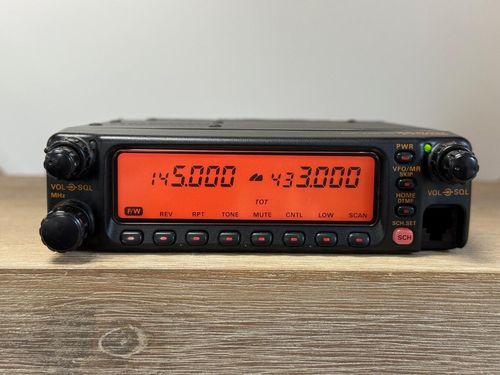 PWR
VFO/MR
SKIP
145.000 433.000
VOL SQL
MHz
VOL SQL
HOME
DTMF
TOT
F/W REV RPT TONE MUTE CNTL LOW SCAN
SCH.SET
SCH